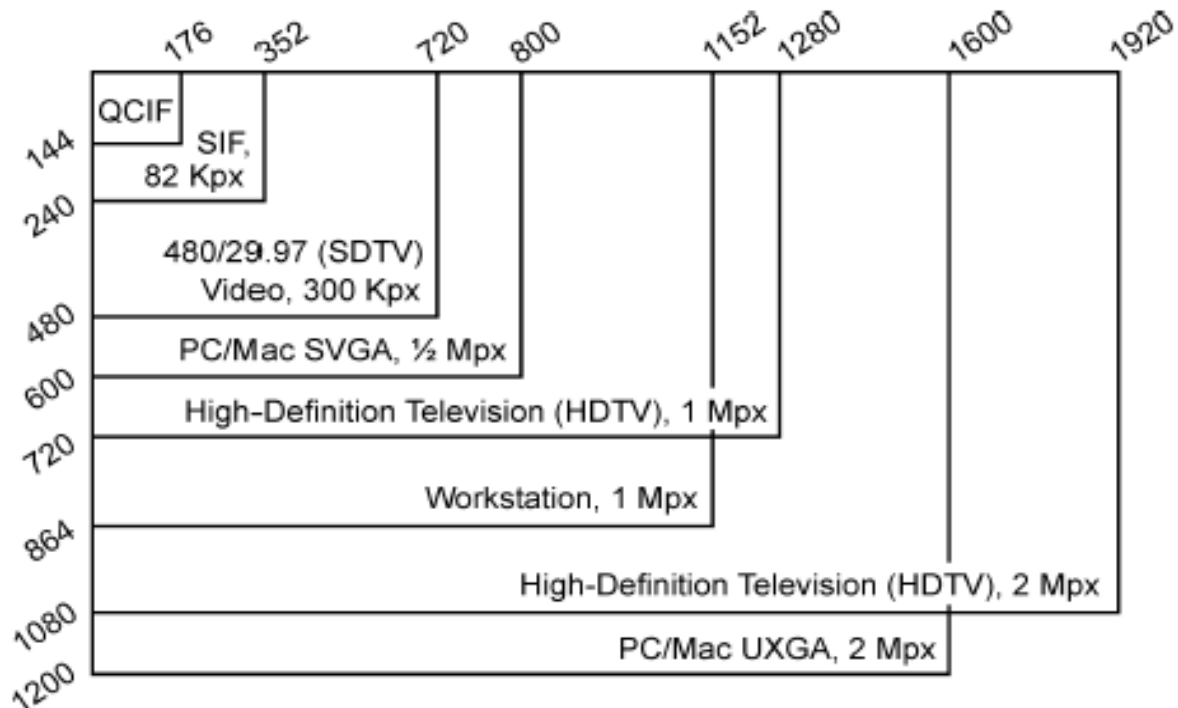 176 352 720 800 1152 1280 1600 1920
QCIF
144
SIF,
82 Kpx
240
480/29.97 (SDTV)
Video, 300 Kpx
480
PC/Mac SVGA, ½ Mpx
600
High-Definition Television (HDTV), 1 Mpx
720
Workstation, 1 Mpx
864
High-Definition Television (HDTV), 2 Mpx
1080
PC/Mac UXGA, 2 Mpx
1200